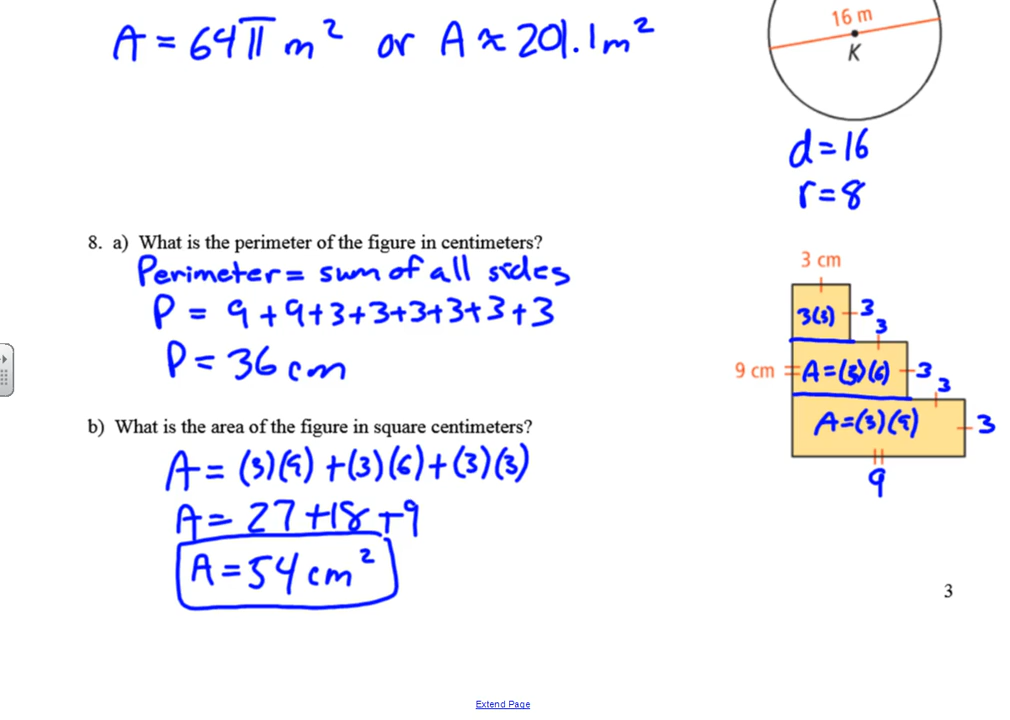 A = 64π m² or A ≈ 201.1 m²
16 m
K
d = 16
r = 8
8. a) What is the perimeter of the figure in centimeters?
Perimeter = sum of all sides
P = 9 + 9 + 3 + 3 + 3 + 3 + 3 + 3
P = 36 cm
3 cm
3(3) 3
3
9 cm A = (3)(6) 3
3
A = (3)(9) 3
9
b) What is the area of the figure in square centimeters?
A = (3)(9) + (3)(6) + (3)(3)
A = 27 + 18 + 9
A = 54 cm²
3
Extend Page